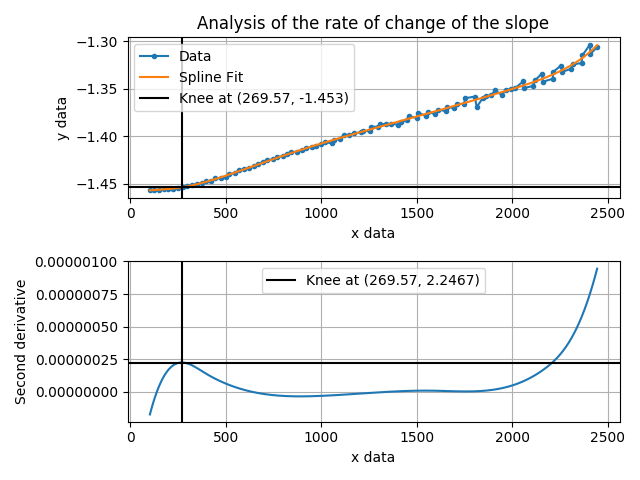 Analysis of the rate of change of the slope
−1.30
−1.35
−1.40
−1.45
y data
Data
Spline Fit
Knee at (269.57, -1.453)
0 500 1000 1500 2000 2500
x data
0.00000100
0.00000075
0.00000050
0.00000025
0.00000000
Second derivative
Knee at (269.57, 2.2467)
0 500 1000 1500 2000 2500
x data